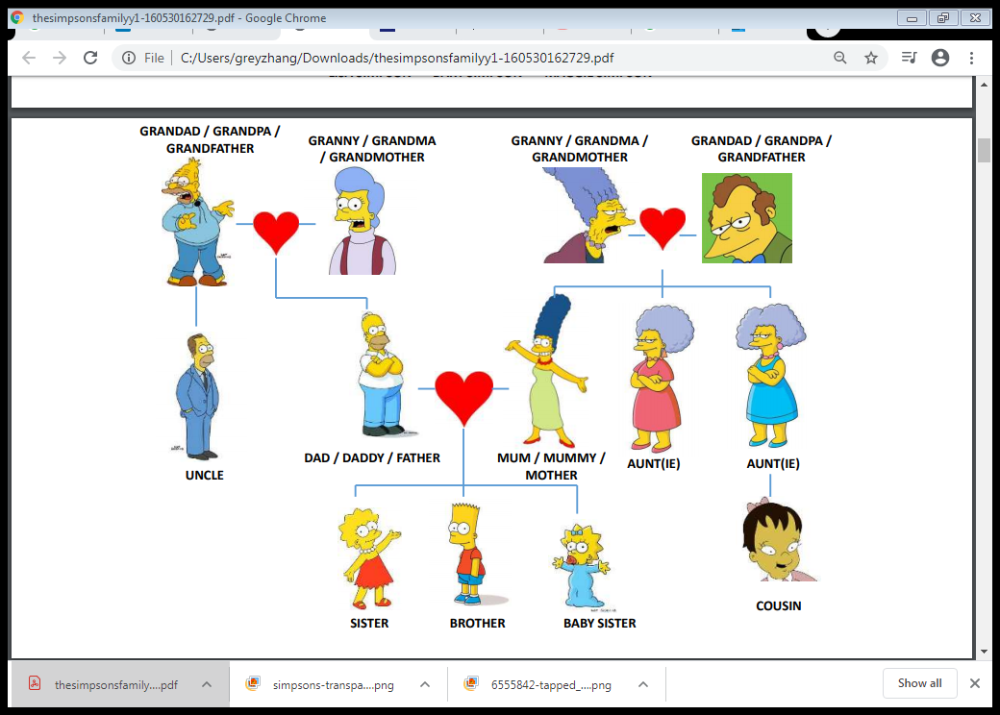 thesimpsonsfamilyy1-160530162729.pdf - Google Chrome
File
C:/Users/greyzhang/Downloads/thesimpsonsfamilyy1-160530162729.pdf
GRANDAD / GRANDPA /
GRANDFATHER
GRANNY / GRANDMA
/ GRANDMOTHER
GRANNY / GRANDMA /
GRANDMOTHER
GRANDAD / GRANDPA /
GRANDFATHER
UNCLE
DAD / DADDY / FATHER
MUM / MUMMY /
MOTHER
AUNT(IE)
AUNT(IE)
SISTER
BROTHER
BABY SISTER
COUSIN
thesimpsonsfamily....pdf
simpsons-transpa....png
6555842-tapped_....png
Show all